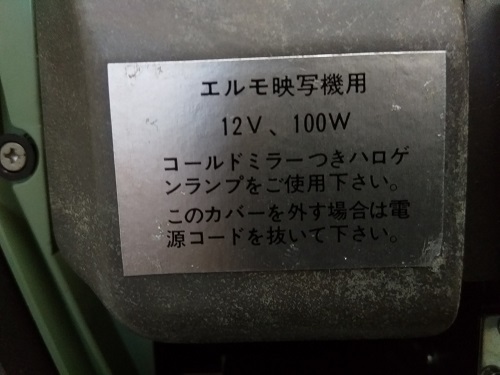 エルモ映写機用
12V、100W
コールドミラーつきハロゲ
ンランプをご使用下さい。
このカバーを外す場合は電
源コードを抜いて下さい。